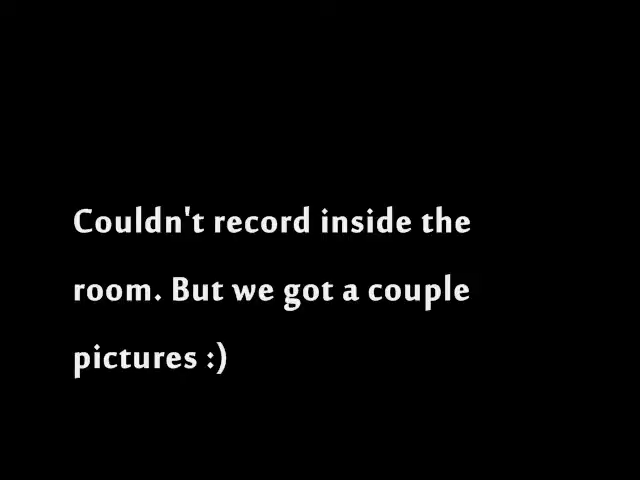 Couldn't record inside the
room. But we got a couple
pictures :)